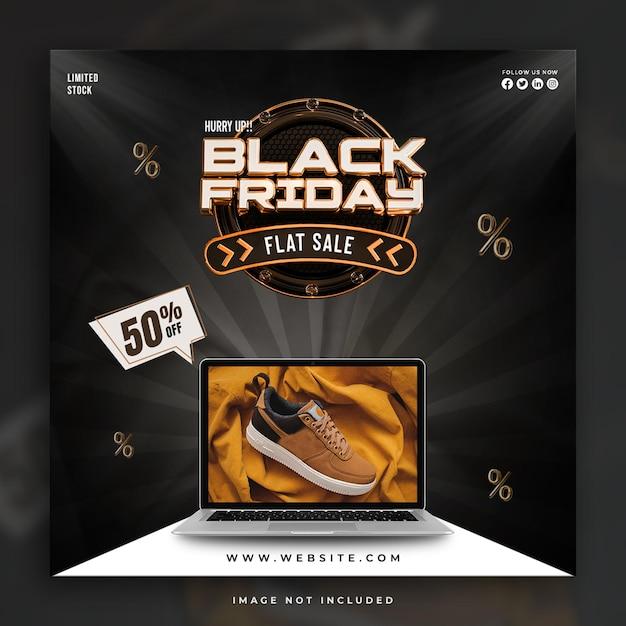 LIMITED
STOCK
FOLLOW US NOW
HURRY UP!!
BLACK
FRIDAY
FLAT SALE
50%
OFF
%
%
%
%
WWW.WEBSITE.COM
IMAGE NOT INCLUDED